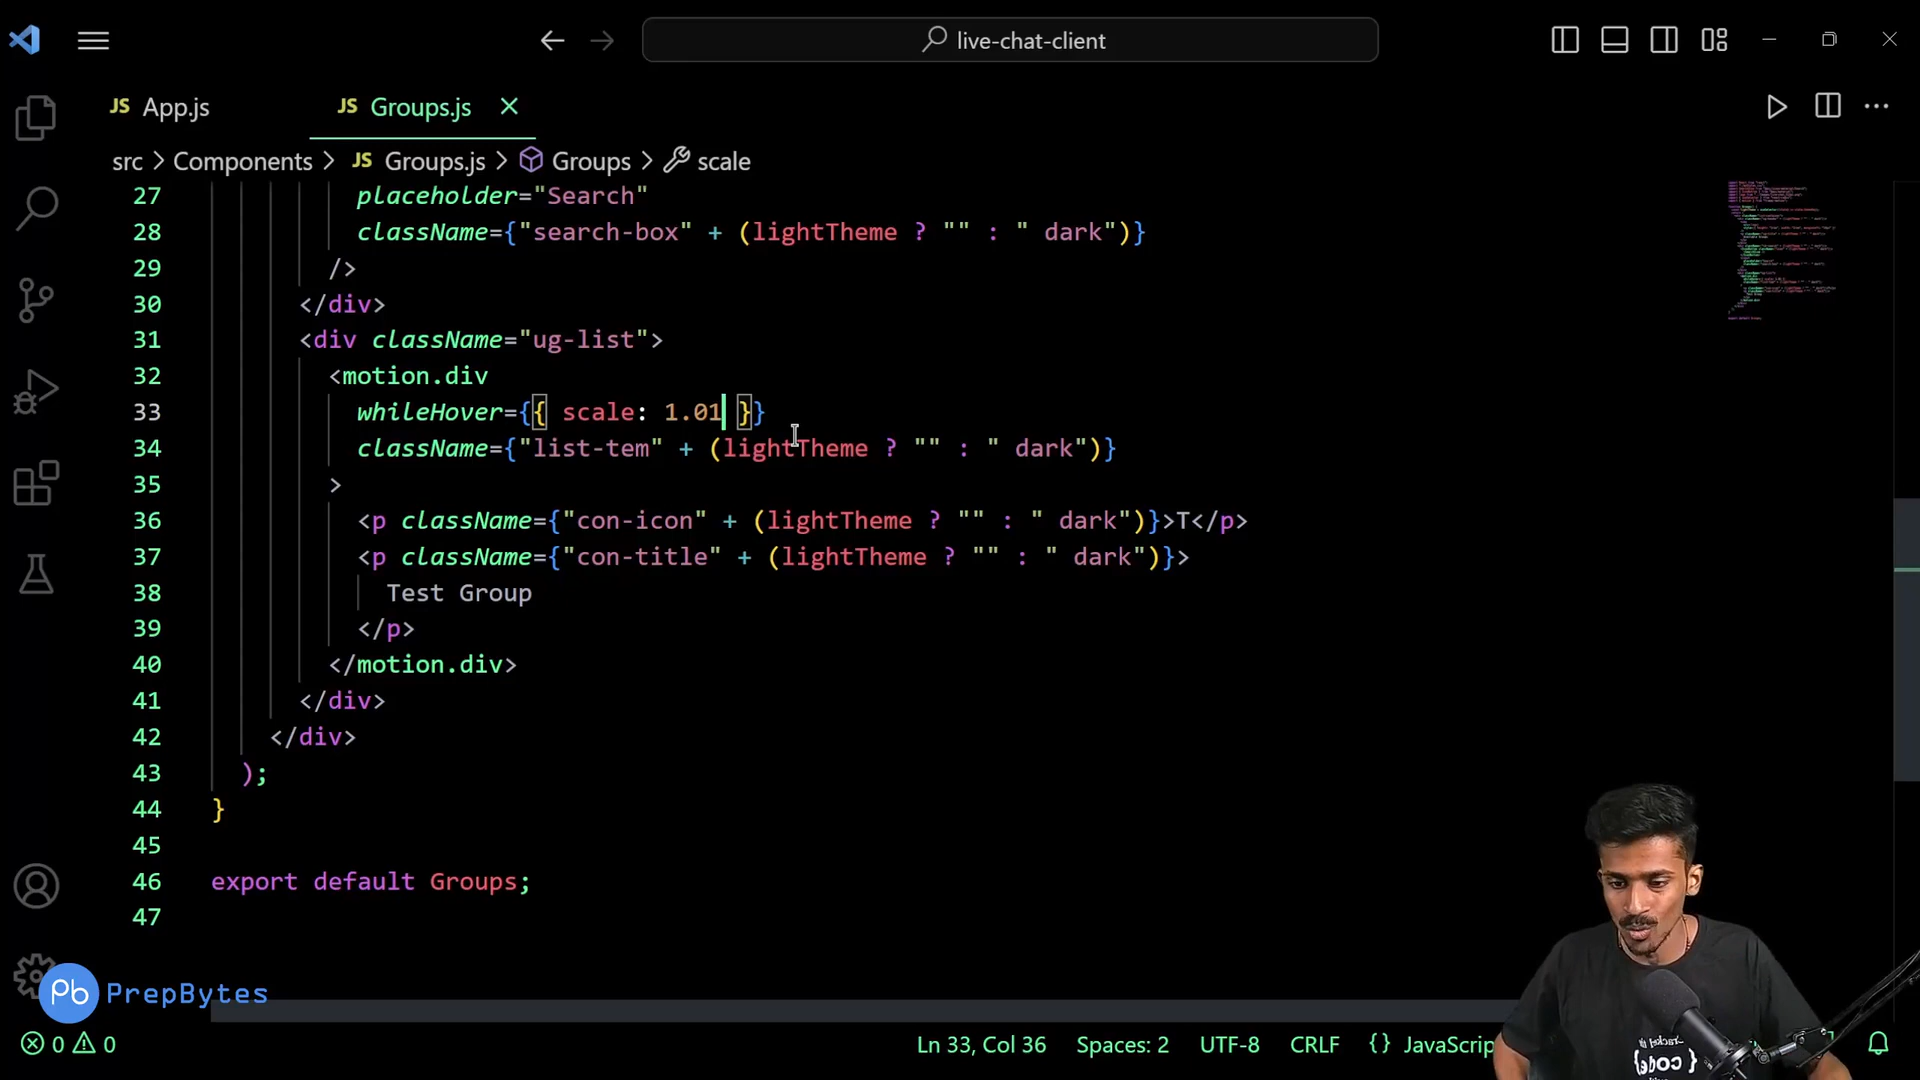 live-chat-client
JS App.js
JS Groups.js
src > Components > JS Groups.js > Groups > scale
27 placeholder="Search"
28 className={"search-box" + (lightTheme ? "" : " dark")}
29 />
30 </div>
31 <div className="ug-list">
32 <motion.div
33 whileHover={{ scale: 1.01 }}
34 className={"list-tem" + (lightTheme ? "" : " dark")}
35 >
36 <p className={"con-icon" + (lightTheme ? "" : " dark")}>T</p>
37 <p className={"con-title" + (lightTheme ? "" : " dark")}>
38 Test Group
39 </p>
40 </motion.div>
41 </div>
42 </div>
43 );
44 }
45
46 export default Groups;
47
Pb PrepBytes
0 0 Ln 33, Col 36 Spaces: 2 UTF-8 CRLF {} JavaScrip
{code}